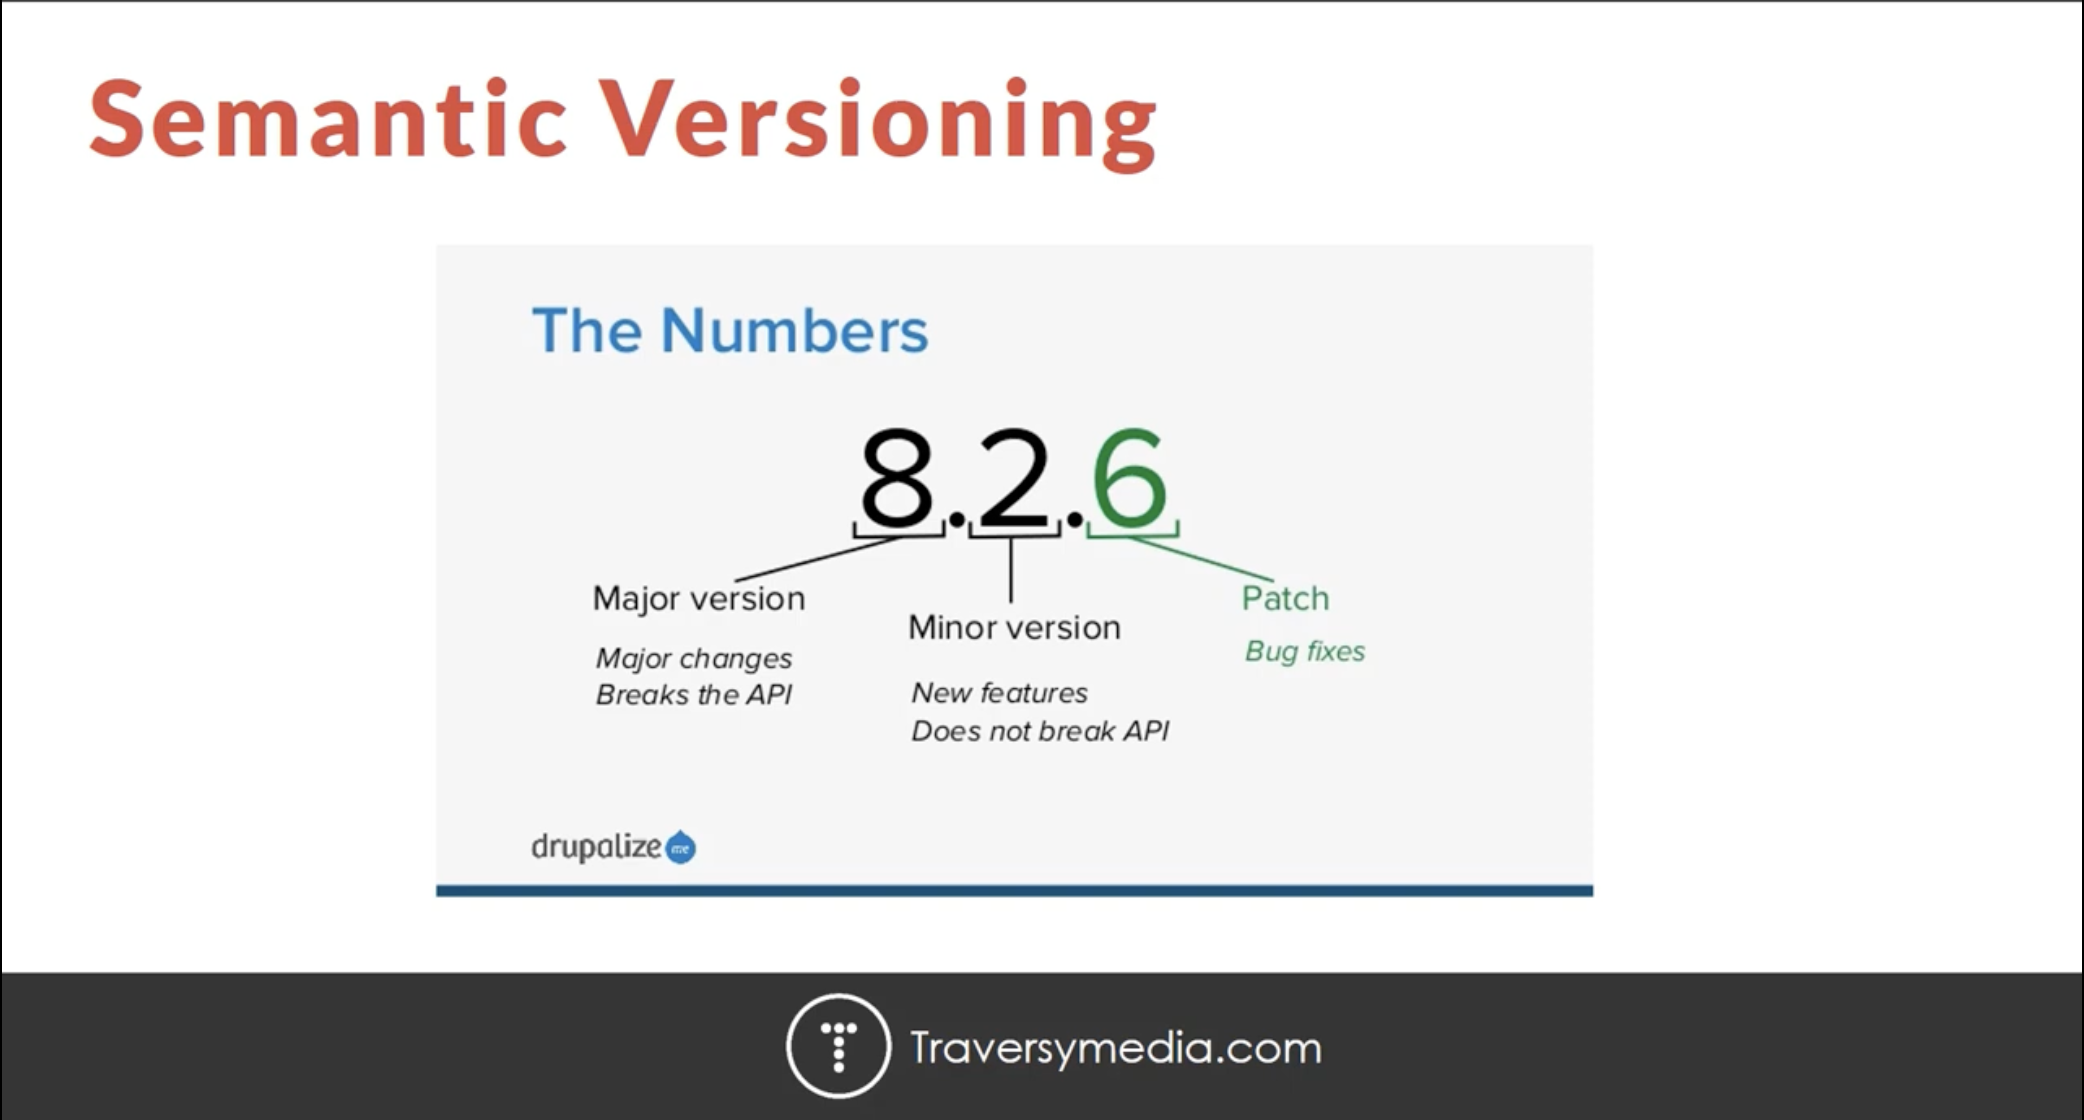 Semantic Versioning
The Numbers
8.2.6
Major version
Major changes
Breaks the API
Minor version
New features
Does not break API
Patch
Bug fixes
drupalize me
Traversymedia.com